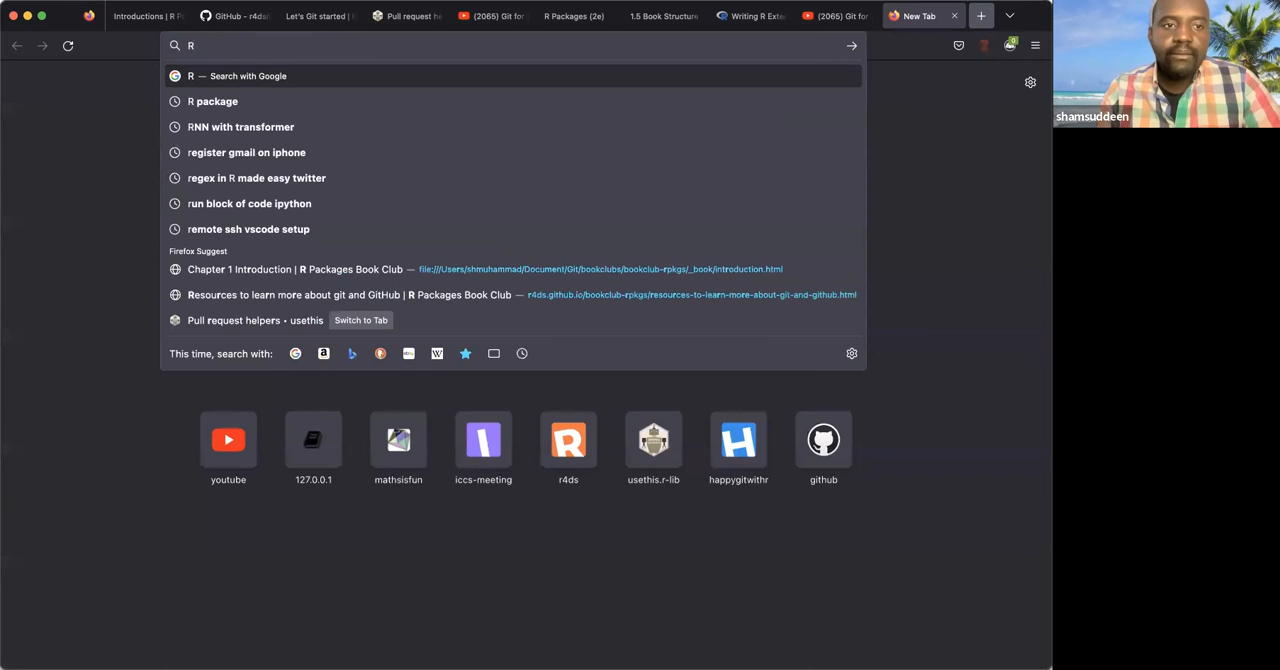 Introductions | R P
GitHub - r4ds/
Let's Git started |
Pull request he
(2065) Git for
R Packages (2e)
1.5 Book Structure
Writing R Exte
(2065) Git for
New Tab
R
R — Search with Google
R package
RNN with transformer
register gmail on iphone
regex in R made easy twitter
run block of code ipython
remote ssh vscode setup
Firefox Suggest
Chapter 1 Introduction | R Packages Book Club — file:///Users/shmuhammad/Document/Git/bookclubs/bookclub-rpkgs/_book/introduction.html
Resources to learn more about git and GitHub | R Packages Book Club — r4ds.github.io/bookclub-rpkgs/resources-to-learn-more-about-git-and-github.html
Pull request helpers • usethis Switch to Tab
This time, search with:
youtube
127.0.0.1
mathsisfun
iccs-meeting
r4ds
usethis.r-lib
happygitwithr
github
shamsuddeen